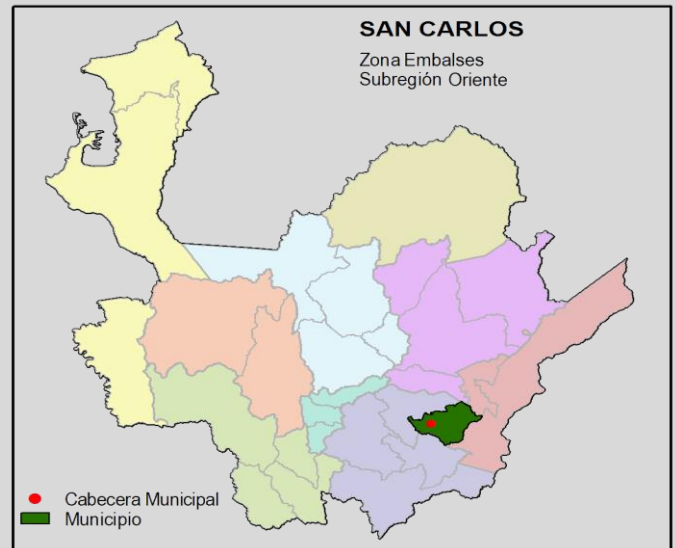 SAN CARLOS
Zona Embalses
Subregión Oriente
Cabecera Municipal
Municipio